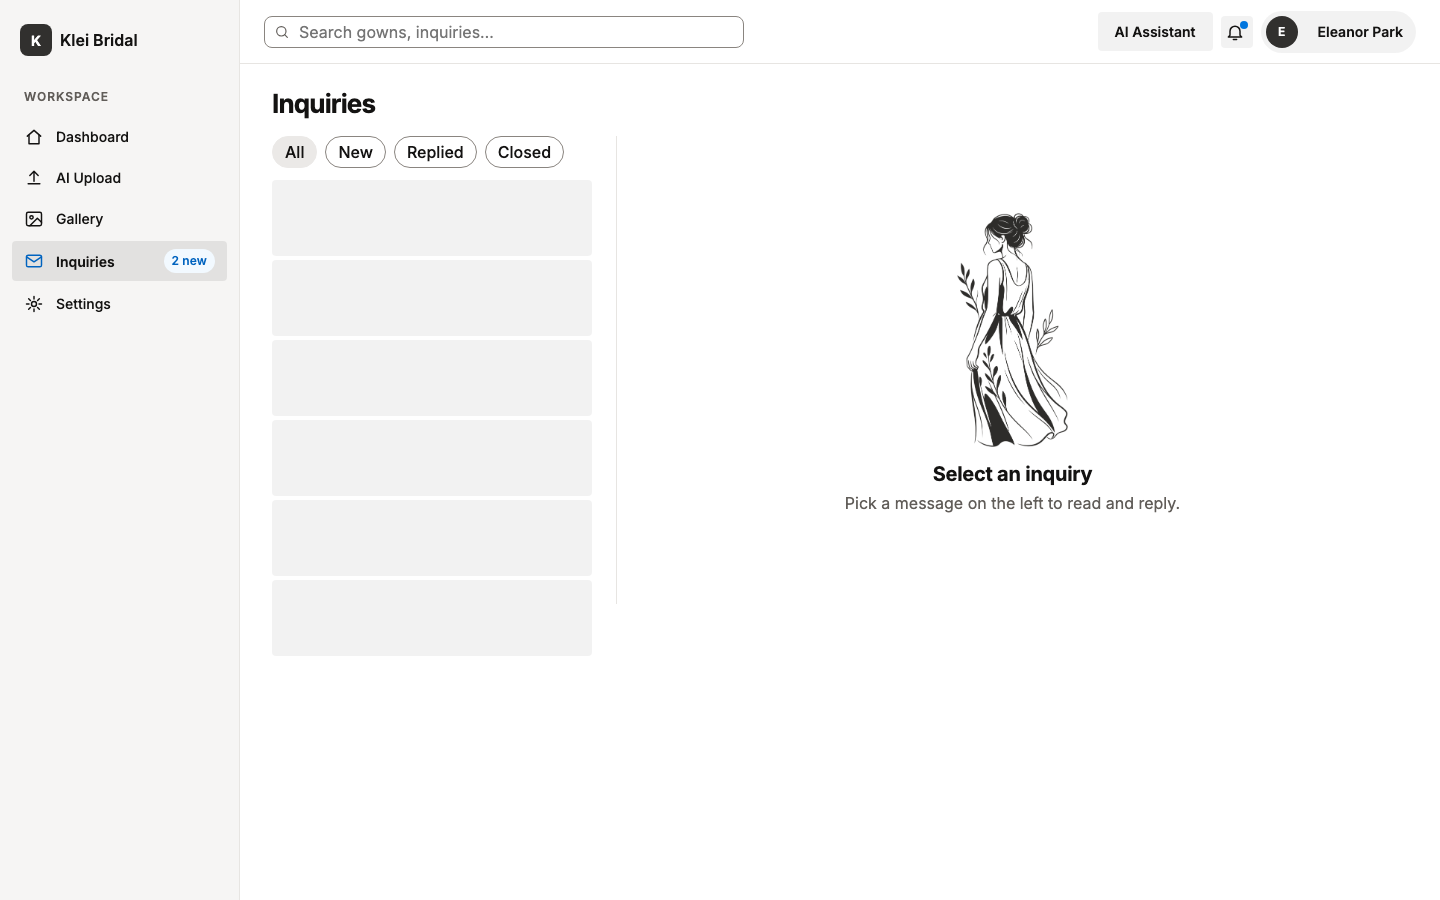 K
Klei Bridal
Search gowns, inquiries...
AI Assistant
E
Eleanor Park
WORKSPACE
Dashboard
AI Upload
Gallery
Inquiries
2 new
Settings
Inquiries
All
New
Replied
Closed
Select an inquiry
Pick a message on the left to read and reply.